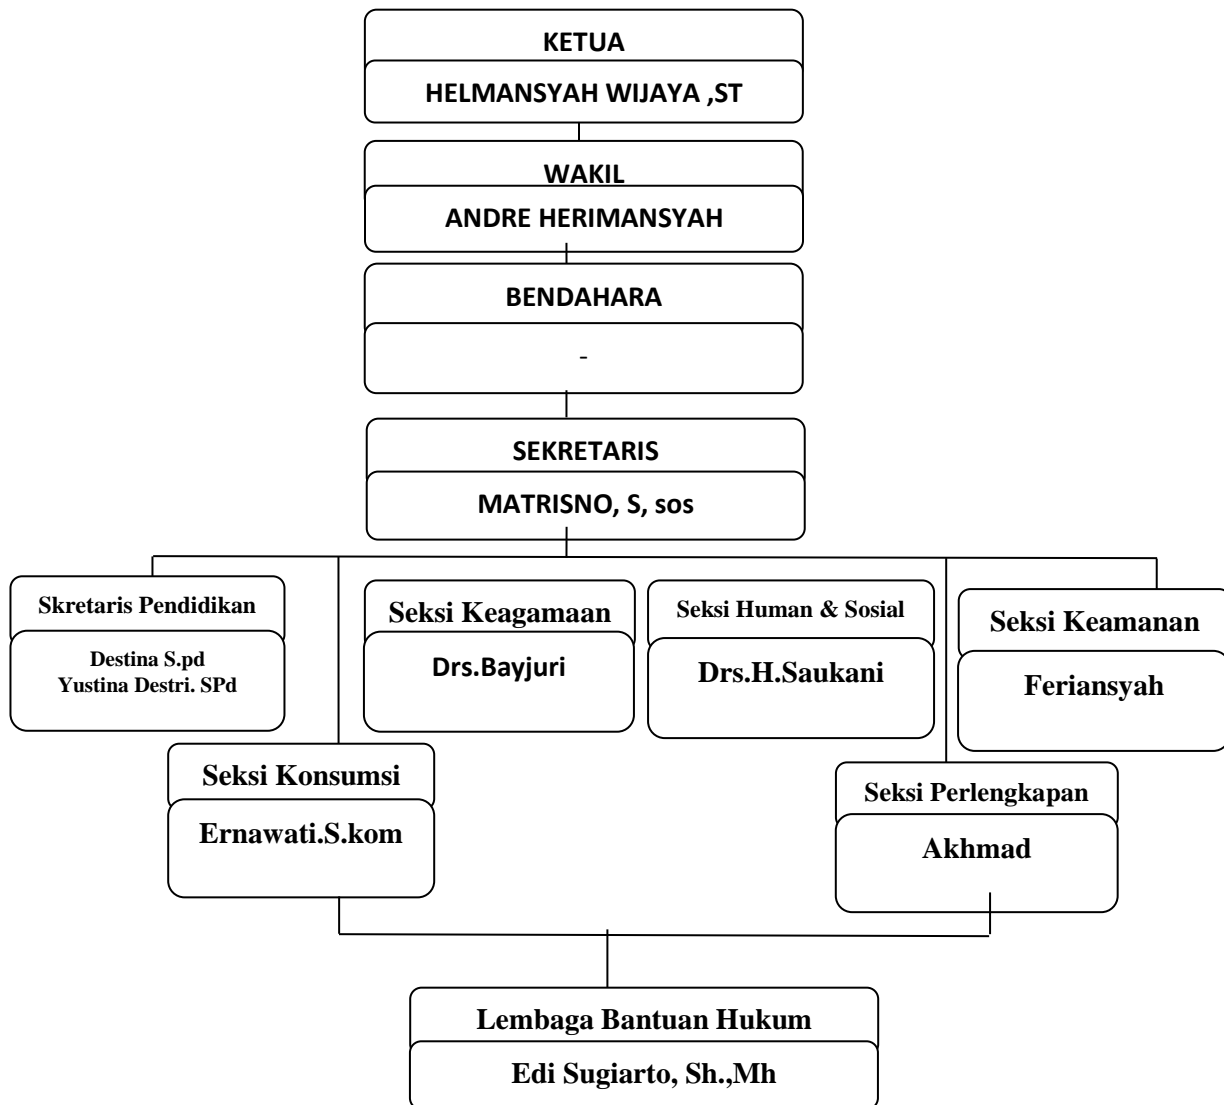 KETUA
HELMANSYAH WIJAYA ,ST
WAKIL
ANDRE HERIMANSYAH
BENDAHARA
-
SEKRETARIS
MATRISNO, S, sos
Skretaris Pendidikan
Destina S.pd
Yustina Destri. SPd
Seksi Keagamaan
Drs.Bayjuri
Seksi Human & Sosial
Drs.H.Saukani
Seksi Keamanan
Feriansyah
Seksi Konsumsi
Ernawati.S.kom
Seksi Perlengkapan
Akhmad
Lembaga Bantuan Hukum
Edi Sugiarto, Sh.,Mh